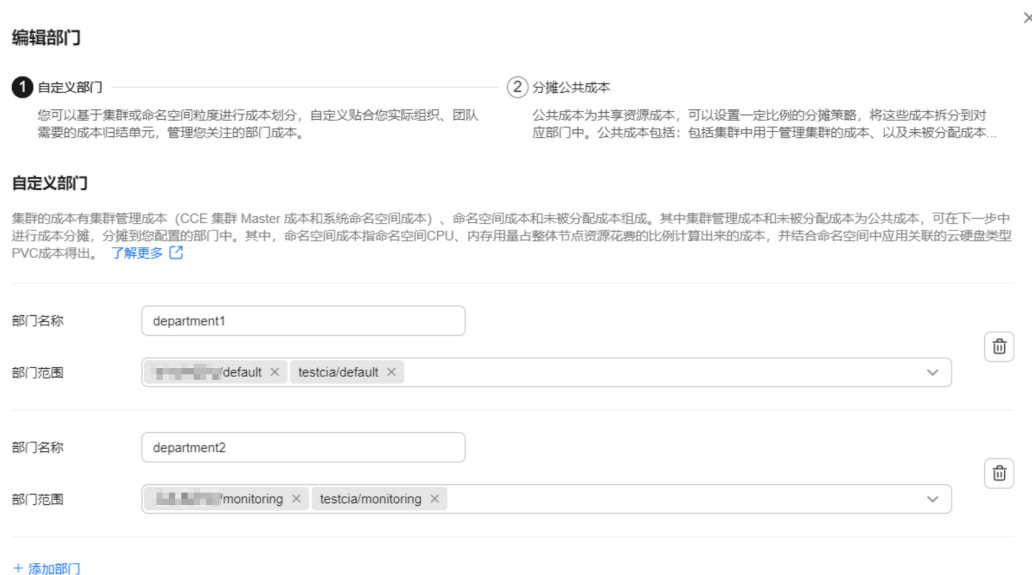 编辑部门
1 自定义部门
您可以基于集群或命名空间粒度进行成本划分，自定义贴合您实际组织、团队
需要的成本归结单元，管理您关注的部门成本。
2 分摊公共成本
公共成本为共享资源成本，可以设置一定比例的分摊策略，将这些成本拆分到对
应部门中。公共成本包括：包括集群中用于管理集群的成本、以及未被分配成本...
自定义部门
集群的成本有集群管理成本（CCE 集群 Master 成本和系统命名空间成本）、命名空间成本和未被分配成本组成。其中集群管理成本和未被分配成本为公共成本，可在下一步中
进行成本分摊，分摊到您配置的部门中。其中，命名空间成本指命名空间CPU、内存用量占整体节点资源花费的比例计算出来的成本，并结合命名空间中应用关联的云硬盘类型
PVC成本得出。 了解更多
部门名称 department1
部门范围 /default × testcia/default ×
部门名称 department2
部门范围 /monitoring × testcia/monitoring ×
+ 添加部门